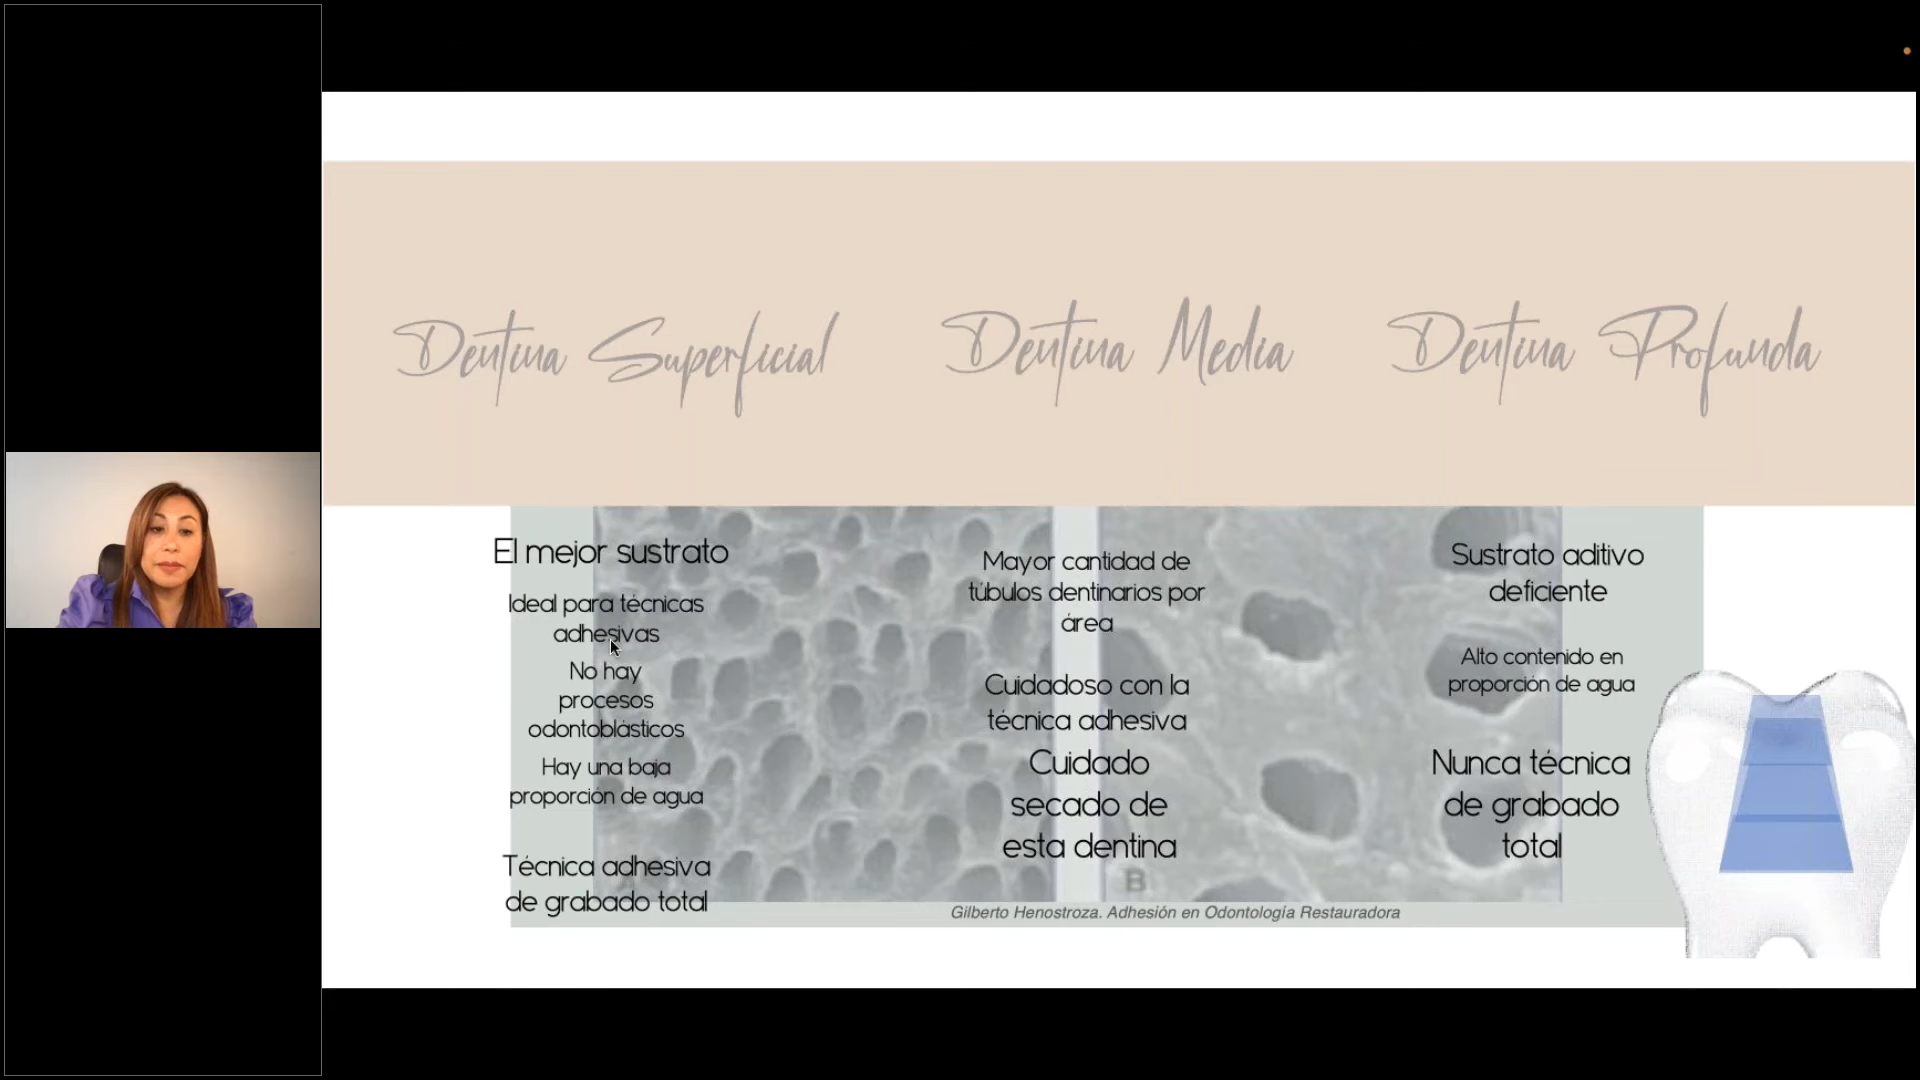 Dentina Superficial
Dentina Media
Dentina Profunda
El mejor sustrato
Ideal para técnicas
adhesivas
No hay
procesos
odontoblásticos
Hay una baja
proporción de agua
Técnica adhesiva
de grabado total
Mayor cantidad de
túbulos dentinarios por
área
Cuidadoso con la
técnica adhesiva
Cuidado
secado de
esta dentina
Sustrato aditivo
deficiente
Alto contenido en
proporción de agua
Nunca técnica
de grabado
total
B
Gilberto Henostroza. Adhesión en Odontología Restauradora